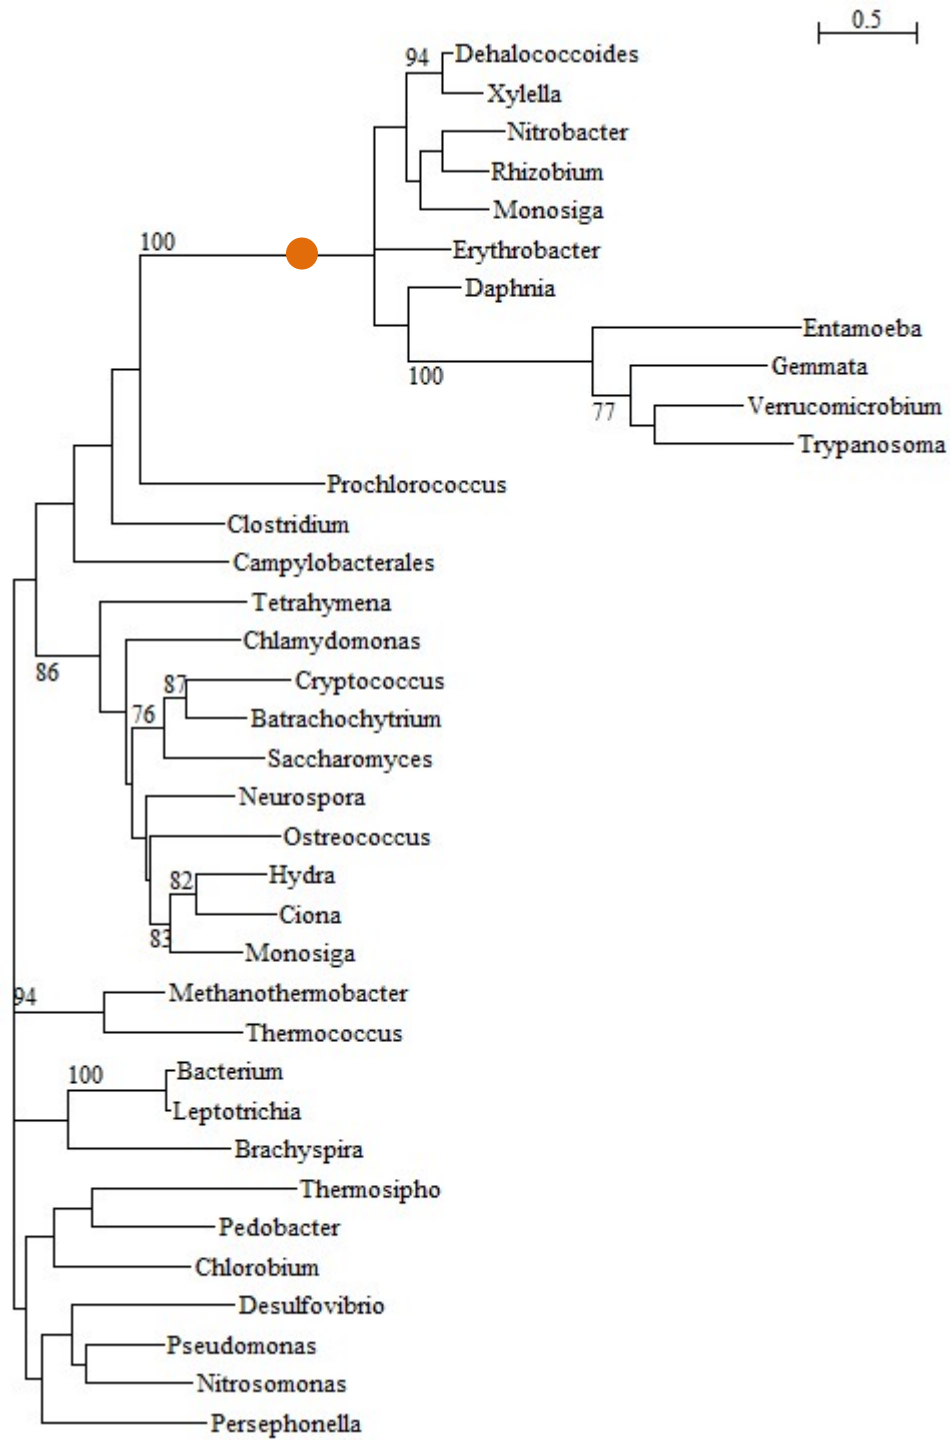 0.5
94
Dehalococcoides
Xylella
Nitrobacter
Rhizobium
Monosiga
100
Erythrobacter
Daphnia
Entamoeba
Gemmata
100
Verrucomicrobium
77
Trypanosoma
Prochlorococcus
Clostridium
Campylobacterales
Tetrahymena
Chlamydomonas
86
87
Cryptococcus
76
Batrachochytrium
Saccharomyces
Neurospora
Ostreococcus
Hydra
82
Ciona
83
Monosiga
94
Methanothermobacter
Thermococcus
100
Bacterium
Leptotrichia
Brachyspira
Thermosipho
Pedobacter
Chlorobium
Desulfovibrio
Pseudomonas
Nitrosomonas
Persephonella